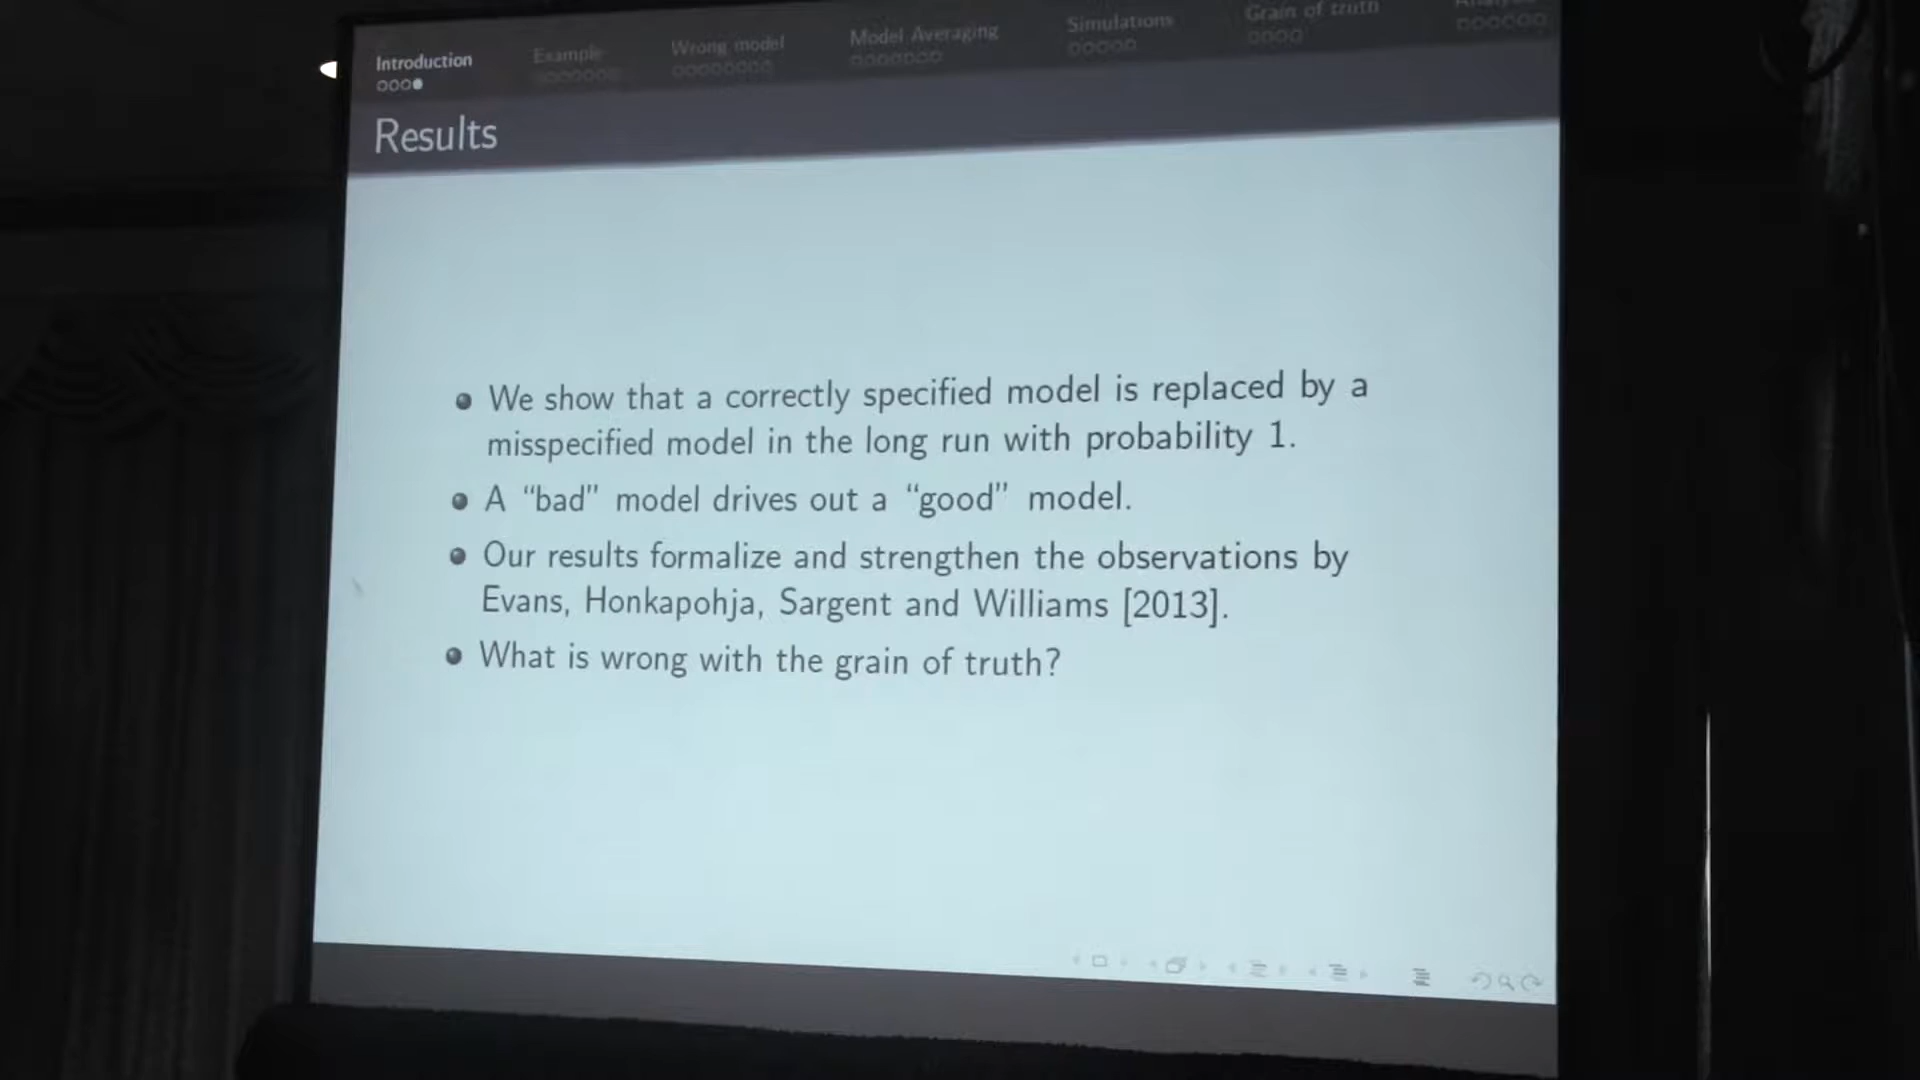 Introduction
Example
Wrong model
Model Averaging
Simulations
Grain of truth
Results
We show that a correctly specified model is replaced by a
misspecified model in the long run with probability 1.
A “bad” model drives out a “good” model.
Our results formalize and strengthen the observations by
Evans, Honkapohja, Sargent and Williams [2013].
What is wrong with the grain of truth?